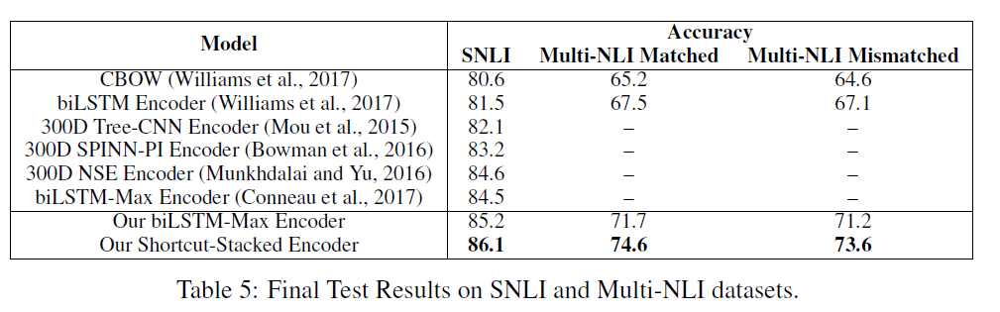 Model Accuracy
SNLI Multi-NLI Matched Multi-NLI Mismatched
CBOW (Williams et al., 2017) 80.6 65.2 64.6
biLSTM Encoder (Williams et al., 2017) 81.5 67.5 67.1
300D Tree-CNN Encoder (Mou et al., 2015) 82.1 – –
300D SPINN-PI Encoder (Bowman et al., 2016) 83.2 – –
300D NSE Encoder (Munkhdalai and Yu, 2016) 84.6 – –
biLSTM-Max Encoder (Conneau et al., 2017) 84.5 – –
Our biLSTM-Max Encoder 85.2 71.7 71.2
Our Shortcut-Stacked Encoder 86.1 74.6 73.6
Table 5: Final Test Results on SNLI and Multi-NLI datasets.